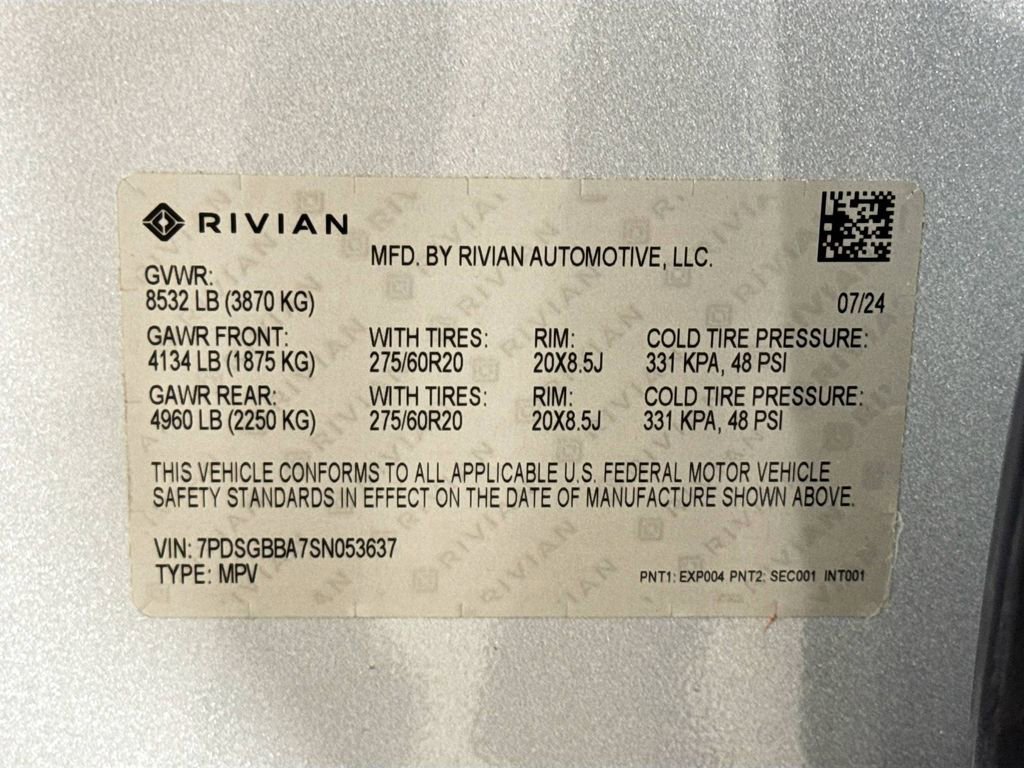 RIVIAN
MFD. BY RIVIAN AUTOMOTIVE, LLC.
GVWR:
8532 LB (3870 KG) 07/24
GAWR FRONT: WITH TIRES: RIM: COLD TIRE PRESSURE:
4134 LB (1875 KG) 275/60R20 20X8.5J 331 KPA, 48 PSI
GAWR REAR: WITH TIRES: RIM: COLD TIRE PRESSURE:
4960 LB (2250 KG) 275/60R20 20X8.5J 331 KPA, 48 PSI
THIS VEHICLE CONFORMS TO ALL APPLICABLE U.S. FEDERAL MOTOR VEHICLE
SAFETY STANDARDS IN EFFECT ON THE DATE OF MANUFACTURE SHOWN ABOVE.
VIN: 7PDSGBBA7SN053637
TYPE: MPV
PNT1: EXP004 PNT2: SEC001 INT001